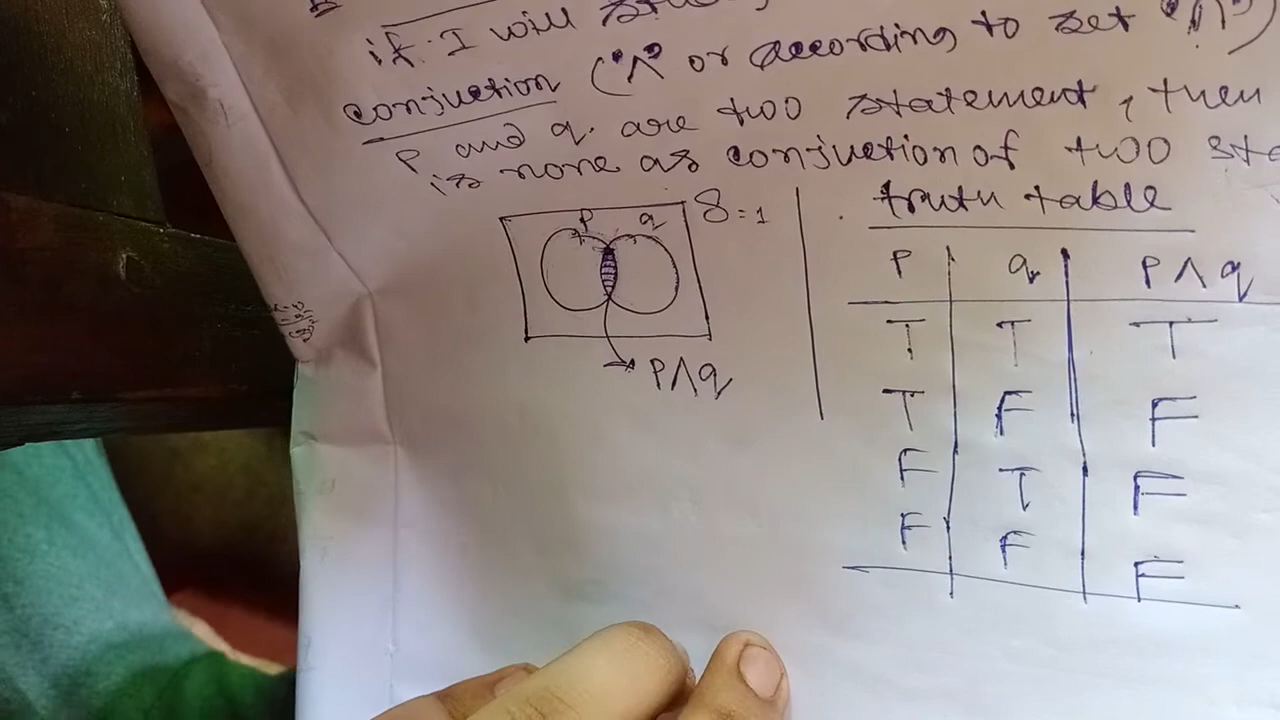 if. I will
conjuction ("∧" or according to set "∩")
P and q. are two statement, then
is none as conjuction of two sta
P q S = 1
P∧q
truth table
P q P∧q
T T T
T F F
F T F
F F F